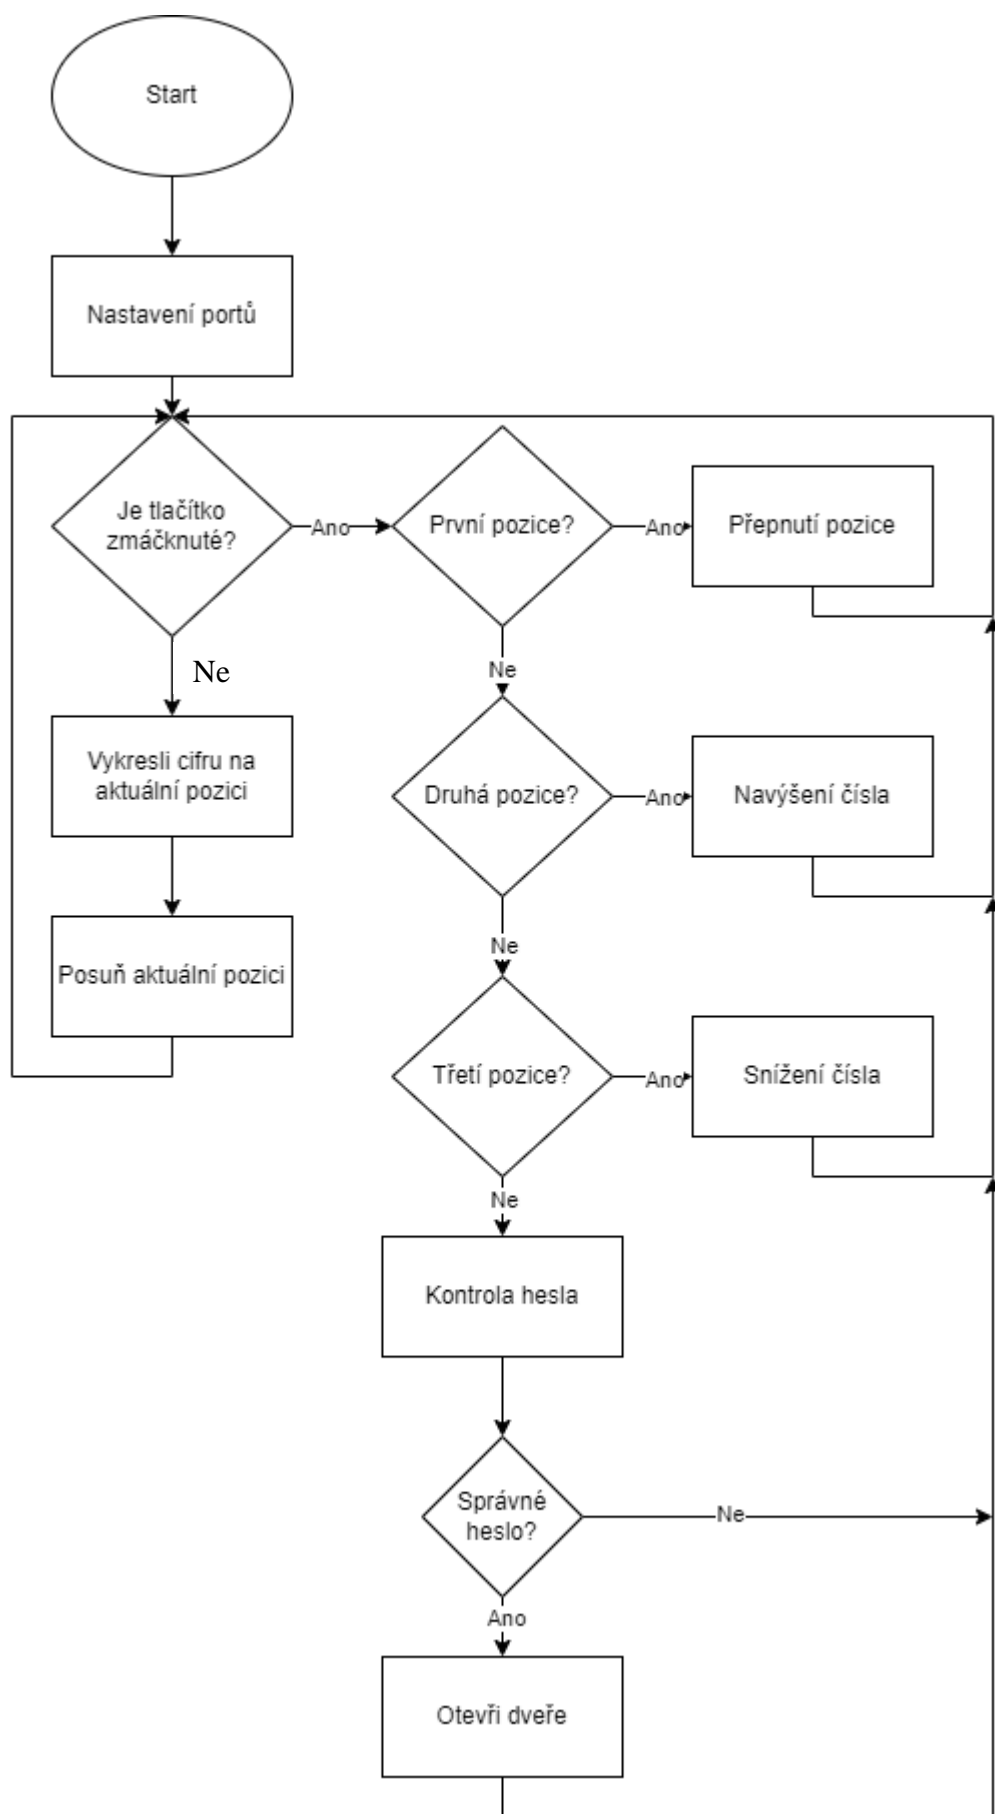 Start
Nastavení portů
Je tlačítko
zmáčknuté?
Ano
První pozice?
Ano
Přepnutí pozice
Ne
Ne
Vykresli cifru na
aktuální pozici
Druhá pozice?
Ano
Navýšení čísla
Posuň aktuální pozici
Ne
Třetí pozice?
Ano
Snížení čísla
Ne
Kontrola hesla
Správné
heslo?
Ne
Ano
Otevři dveře